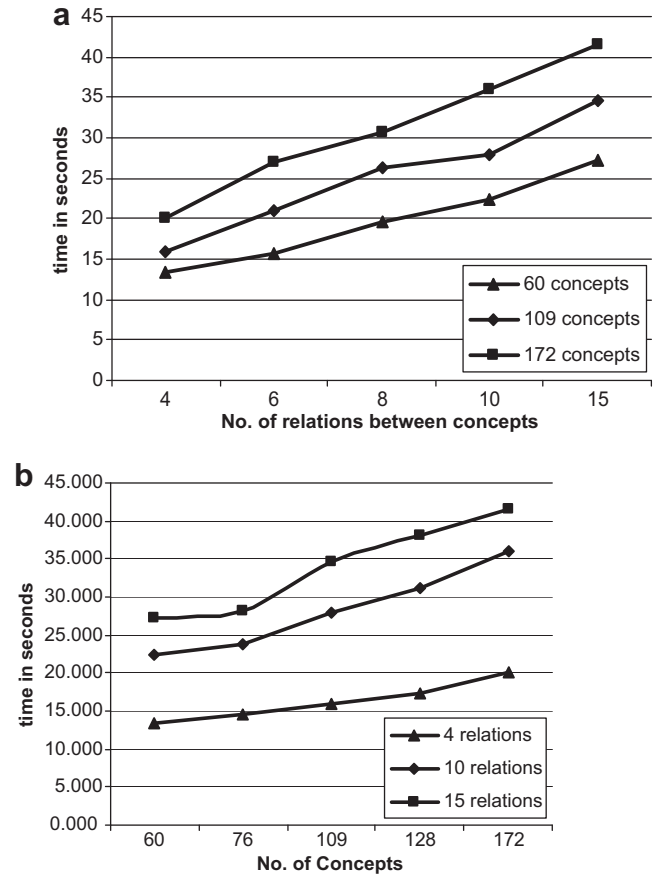 a
45
40
35
30
25
20
15
10
5
0
time in seconds
4 6 8 10 15
No. of relations between concepts
60 concepts
109 concepts
172 concepts
b
45.000
40.000
35.000
30.000
25.000
20.000
15.000
10.000
5.000
0.000
time in seconds
60 76 109 128 172
No. of Concepts
4 relations
10 relations
15 relations